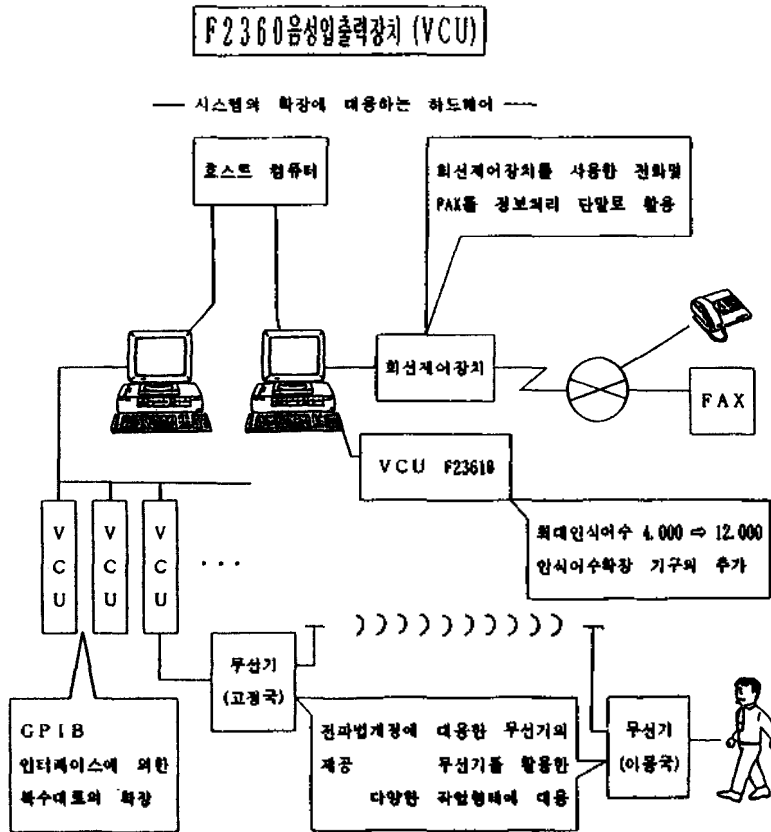 F2360음성입출력장치 (VCU)
시스템의 확장에 대응하는 하드웨어
호스트 컴퓨터
회선제어장치를 사용한 전화및
FAX를 정보처리 단말로 활용
회선제어장치
FAX
VCU F2361B
최대인식어수 4.000 ⇨ 12.000
인식어수확장 기구의 추가
VCU
VCU
VCU
...
무선기
(고정국)
GPIB
인터페이스에 의한
복수대로의 확장
전파법개정에 대응한 무선기의
제공 무선기를 활용한
다양한 작업형태에 대응
무선기
(이동국)